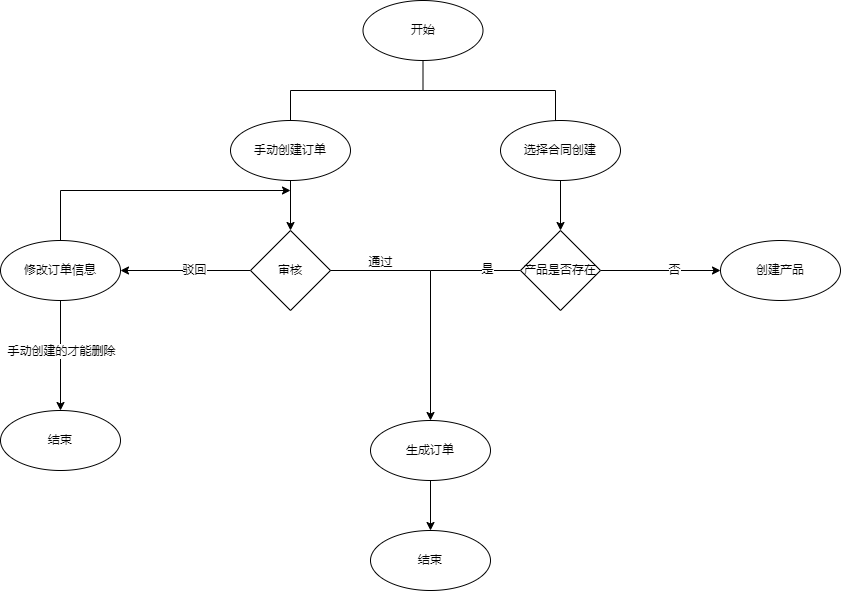 开始
手动创建订单
选择合同创建
通过
修改订单信息
驳回
审核
是
产品是否存在
否
创建产品
手动创建的才能删除
结束
生成订单
结束